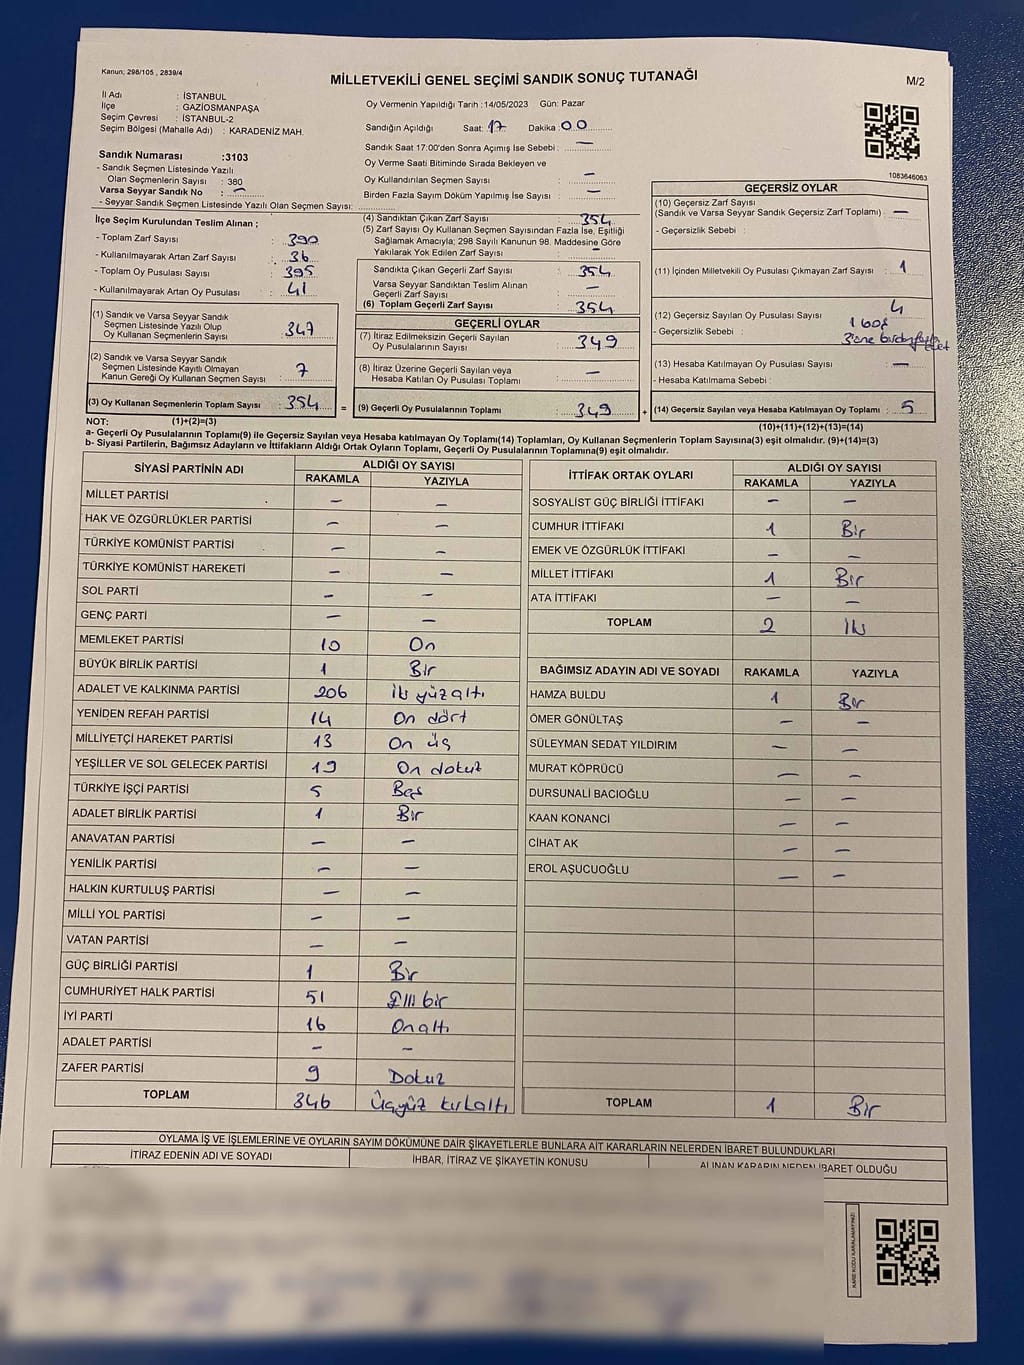 Kanun; 298/105 , 2839/4
MİLLETVEKİLİ GENEL SEÇİMİ SANDIK SONUÇ TUTANAĞI
M/2
İl Adı : İSTANBUL
İlçe : GAZİOSMANPAŞA
Seçim Çevresi : İSTANBUL-2
Seçim Bölgesi (Mahalle Adı) : KARADENİZ MAH.
Oy Vermenin Yapıldığı Tarih :14/05/2023 Gün: Pazar
Sandığın Açıldığı Saat: 17 Dakika: 00
Sandık Saat 17:00'den Sonra Açılmış İse Sebebi : —
Oy Verme Saati Bitiminde Sırada Bekleyen ve
Oy Kullandırılan Seçmen Sayısı : —
Birden Fazla Sayım Döküm Yapılmış İse Sayısı : —
Sandık Numarası :3103
- Sandık Seçmen Listesinde Yazılı
Olan Seçmenlerin Sayısı : 380
Varsa Seyyar Sandık No : —
- Seyyar Sandık Seçmen Listesinde Yazılı Olan Seçmen Sayısı:
1083646063
İlçe Seçim Kurulundan Teslim Alınan ;
- Toplam Zarf Sayısı : 390
- Kullanılmayarak Artan Zarf Sayısı : 36
- Toplam Oy Pusulası Sayısı : 395
- Kullanılmayarak Artan Oy Pusulası : 41
(1) Sandık ve Varsa Seyyar Sandık
Seçmen Listesinde Yazılı Olup
Oy Kullanan Seçmenlerin Sayısı : 347
(2) Sandık ve Varsa Seyyar Sandık
Seçmen Listesinde Kayıtlı Olmayan
Kanun Gereği Oy Kullanan Seçmen Sayısı : 7
(3) Oy Kullanan Seçmenlerin Toplam Sayısı : 354
(4) Sandıktan Çıkan Zarf Sayısı : 354
(5) Zarf Sayısı Oy Kullanan Seçmen Sayısından Fazla İse, Eşitliği
Sağlamak Amacıyla; 298 Sayılı Kanunun 98. Maddesine Göre
Yakılarak Yok Edilen Zarf Sayısı : —
Sandıkta Çıkan Geçerli Zarf Sayısı : 354
Varsa Seyyar Sandıktan Teslim Alınan
Geçerli Zarf Sayısı : —
(6) Toplam Geçerli Zarf Sayısı : 354
GEÇERLİ OYLAR
(7) İtiraz Edilmeksizin Geçerli Sayılan
Oy Pusulalarının Sayısı : 349
(8) İtiraz Üzerine Geçerli Sayılan veya
Hesaba Katılan Oy Pusulası Toplamı : —
= (9) Geçerli Oy Pusulalarının Toplamı : 349
GEÇERSİZ OYLAR
(10) Geçersiz Zarf Sayısı
(Sandık ve Varsa Seyyar Sandık Geçersiz Zarf Toplamı) : —
- Geçersizlik Sebebi :
(11) İçinden Milletvekili Oy Pusulası Çıkmayan Zarf Sayısı : 1
(12) Geçersiz Sayılan Oy Pusulası Sayısı : 4
- Geçersizlik Sebebi : 1 boş
(13) Hesaba Katılmayan Oy Pusulası Sayısı : —
- Hesaba Katılmama Sebebi :
+ (14) Geçersiz Sayılan veya Hesaba Katılmayan Oy Toplamı : 5
NOT: (1)+(2)=(3)
(10)+(11)+(12)+(13)=(14)
a- Geçerli Oy Pusulalarının Toplamı(9) ile Geçersiz Sayılan veya Hesaba katılmayan Oy Toplamı(14) Toplamları, Oy Kullanan Seçmenlerin Toplam Sayısına(3) eşit olmalıdır. (9)+(14)=(3)
b- Siyasi Partilerin, Bağımsız Adayların ve İttifakların Aldığı Ortak Oyların Toplamı, Geçerli Oy Pusulalarının Toplamına(9) eşit olmalıdır.
SİYASİ PARTİNİN ADI ALDIĞI OY SAYISI
RAKAMLA YAZIYLA
MİLLET PARTİSİ — —
HAK VE ÖZGÜRLÜKLER PARTİSİ — —
TÜRKİYE KOMÜNİST PARTİSİ — —
TÜRKİYE KOMÜNİST HAREKETİ — —
SOL PARTİ — —
GENÇ PARTİ — —
MEMLEKET PARTİSİ 10 On
BÜYÜK BİRLİK PARTİSİ 1 Bir
ADALET VE KALKINMA PARTİSİ 206 İki yüz altı
YENİDEN REFAH PARTİSİ 14 On dört
MİLLİYETÇİ HAREKET PARTİSİ 13 On üç
YEŞİLLER VE SOL GELECEK PARTİSİ 19 On dokuz
TÜRKİYE İŞÇİ PARTİSİ 5 Beş
ADALET BİRLİK PARTİSİ 1 Bir
ANAVATAN PARTİSİ — —
YENİLİK PARTİSİ — —
HALKIN KURTULUŞ PARTİSİ — —
MİLLİ YOL PARTİSİ — —
VATAN PARTİSİ — —
GÜÇ BİRLİĞİ PARTİSİ 1 Bir
CUMHURİYET HALK PARTİSİ 51 Elli bir
İYİ PARTİ 16 On altı
ADALET PARTİSİ — —
ZAFER PARTİSİ 9 Dokuz
TOPLAM 346 Üçyüz kırkaltı
İTTİFAK ORTAK OYLARI ALDIĞI OY SAYISI
RAKAMLA YAZIYLA
SOSYALİST GÜÇ BİRLİĞİ İTTİFAKI — —
CUMHUR İTTİFAKI 1 Bir
EMEK VE ÖZGÜRLÜK İTTİFAKI — —
MİLLET İTTİFAKI 1 Bir
ATA İTTİFAKI — —
TOPLAM 2 İki
BAĞIMSIZ ADAYIN ADI VE SOYADI RAKAMLA YAZIYLA
HAMZA BULDU 1 Bir
ÖMER GÖNÜLTAŞ — —
SÜLEYMAN SEDAT YILDIRIM — —
MURAT KÖPRÜCÜ — —
DURSUNALİ BACIOĞLU — —
KAAN KONANCİ — —
CİHAT AK — —
EROL AŞUCUOĞLU — —
TOPLAM 1 Bir
OYLAMA İŞ VE İŞLEMLERİNE VE OYLARIN SAYIM DÖKÜMÜNE DAİR ŞİKAYETLERLE BUNLARA AİT KARARLARIN NELERDEN İBARET BULUNDUKLARI
İTİRAZ EDENİN ADI VE SOYADI İHBAR, İTİRAZ VE ŞİKAYETİN KONUSU ALINAN KARARIN NEDEN İBARET OLDUĞU
KARE KODU KARALAMAYINIZ!